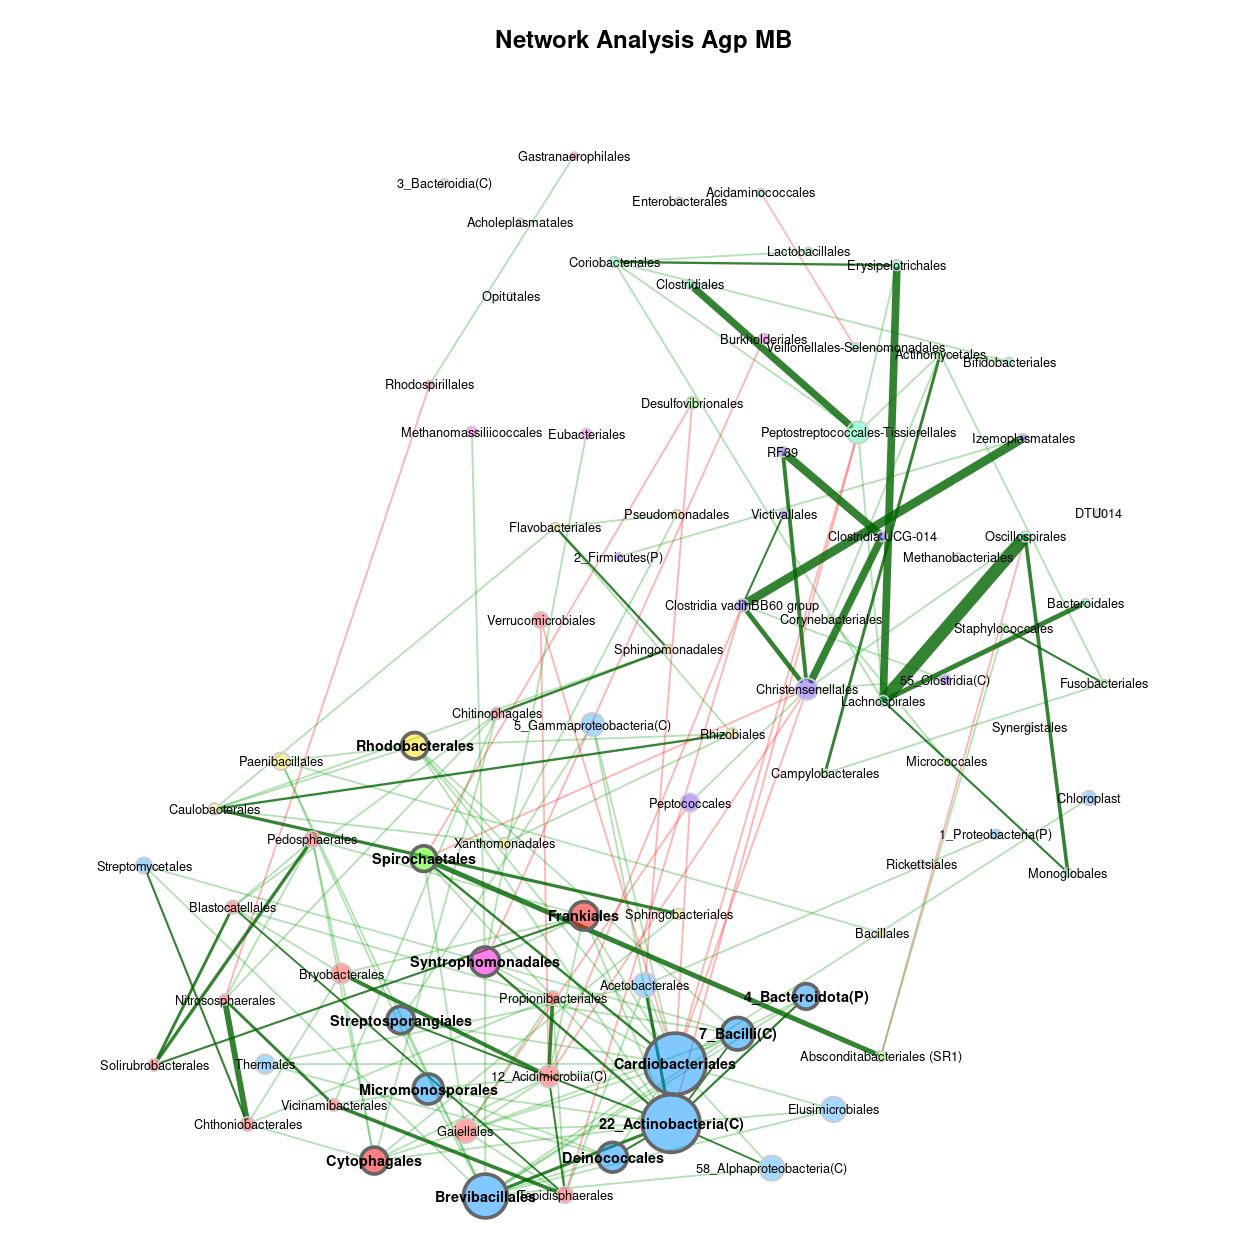 Network Analysis Agp MB
Gastranaerophilales
3_Bacteroidia(C)
Acidaminococcales
Enterobacterales
Acholeplasmatales
Lactobacillales
Coriobacteriales
Erysipelotrichales
Clostridiales
Opitutales
Burkholderiales
Veillonellales-Selenomonadales
Actinomycetales
Bifidobacteriales
Rhodospirillales
Desulfovibrionales
Methanomassiliicoccales
Eubacteriales
Peptostreptococcales-Tissierellales
Izemoplasmatales
RF39
Pseudomonadales
Victivallales
DTU014
Flavobacteriales
Clostridia UCG-014
Oscillospirales
2_Firmicutes(P)
Methanobacteriales
Clostridia vadinBB60 group
Bacteroidales
Verrucomicrobiales
Corynebacteriales
Staphylococcales
Sphingomonadales
55_Clostridia(C)
Fusobacteriales
Christensenellales
Lachnospirales
Chitinophagales
5_Gammaproteobacteria(C)
Synergistales
Rhizobiales
Rhodobacterales
Paenibacillales
Micrococcales
Campylobacterales
Chloroplast
Peptococcales
Caulobacterales
1_Proteobacteria(P)
Pedosphaerales
Xanthomonadales
Spirochaetales
Streptomycetales
Rickettsiales
Monoglobales
Blastocatellales
Frankiales
Sphingobacteriales
Bacillales
Syntrophomonadales
Bryobacterales
Acetobacterales
4_Bacteroidota(P)
Nitrososphaerales
Propionibacteriales
Streptosporangiales
7_Bacilli(C)
Absconditabacteriales (SR1)
Solirubrobacterales
Thermales
Cardiobacteriales
12_Acidimicrobiia(C)
Micromonosporales
Vicinamibacterales
Elusimicrobiales
Chthoniobacterales
22_Actinobacteria(C)
Gaiellales
Cytophagales
Deinococcales
58_Alphaproteobacteria(C)
Brevibacillales
Tepidisphaerales